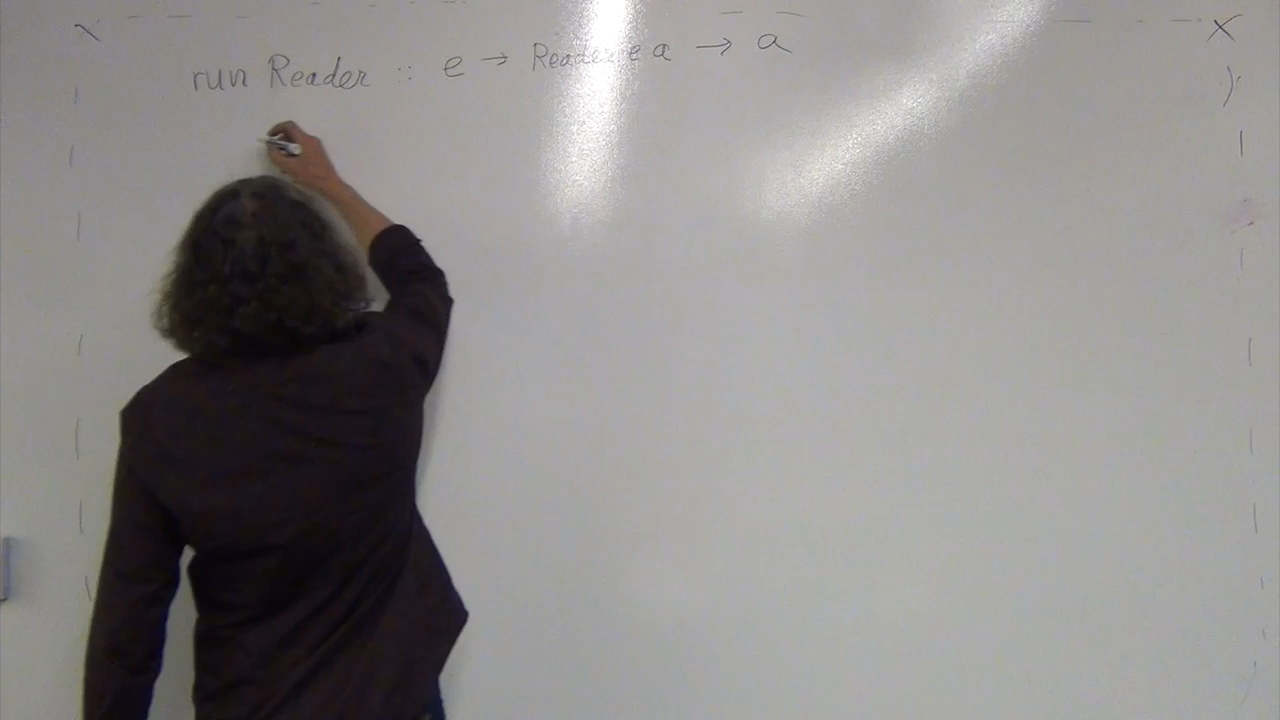 run Reader :: e → Reader e a → a